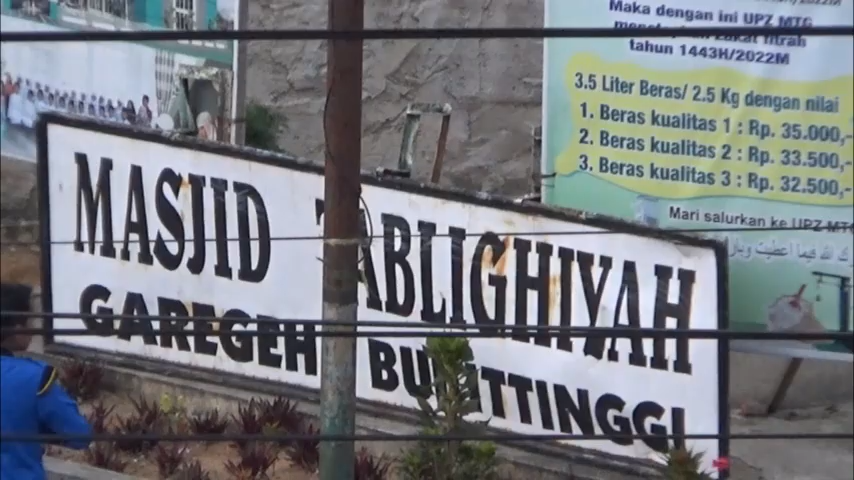 MASJID TABLIGHIYAH
GAREGEH BUKITTINGGI
Maka dengan ini UPZ MTG
zakat fitrah
tahun 1443H/2022M
3.5 Liter Beras/ 2.5 Kg dengan nilai
1. Beras kualitas 1 : Rp. 35.000,-
2. Beras kualitas 2 : Rp. 33.500,-
3. Beras kualitas 3 : Rp. 32.500,-
Mari salurkan ke UPZ MTG